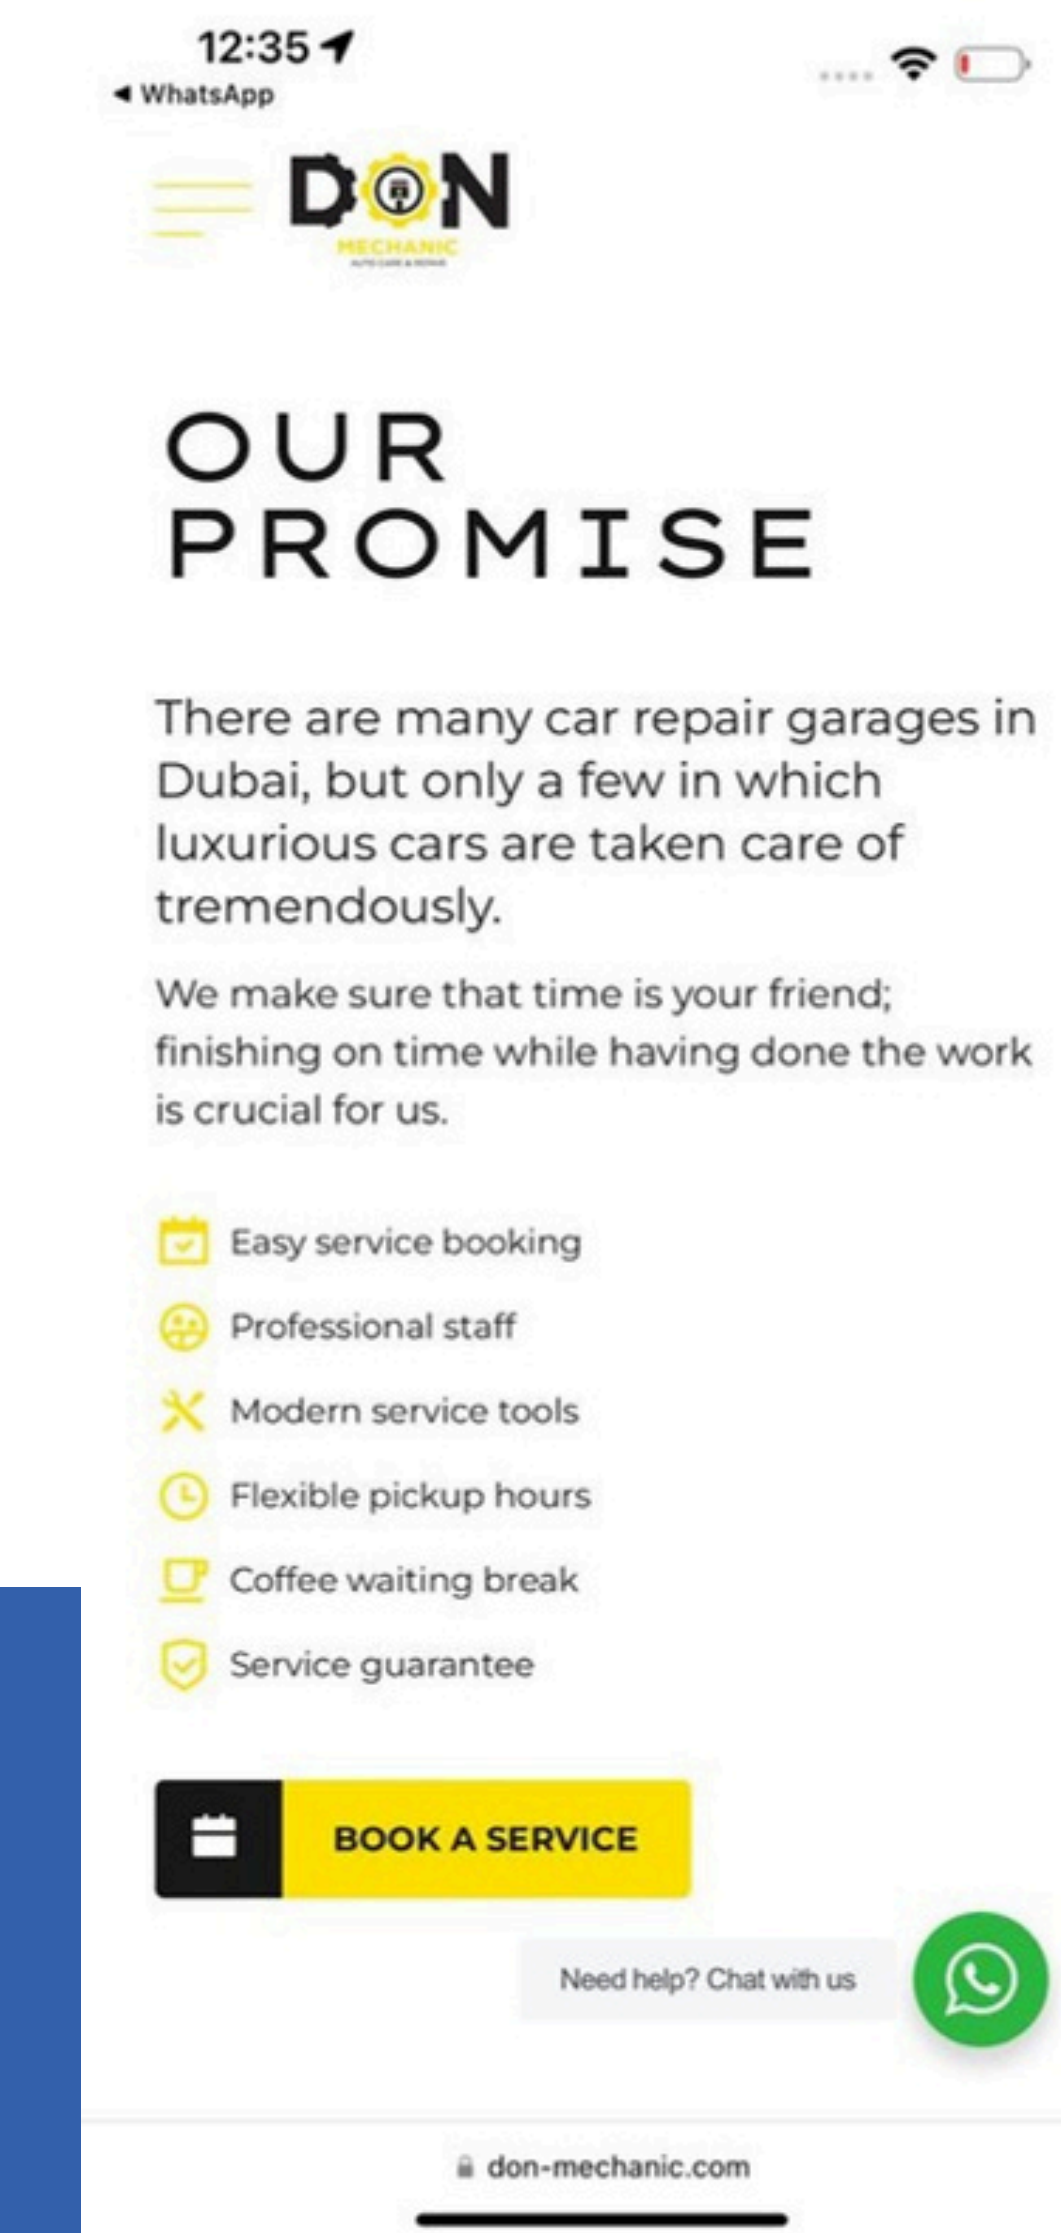 12:35
WhatsApp
DON
MECHANIC
AUTO CARE & REPAIR
OUR
PROMISE
There are many car repair garages in
Dubai, but only a few in which
luxurious cars are taken care of
tremendously.
We make sure that time is your friend;
finishing on time while having done the work
is crucial for us.
Easy service booking
Professional staff
Modern service tools
Flexible pickup hours
Coffee waiting break
Service guarantee
BOOK A SERVICE
Need help? Chat with us
don-mechanic.com